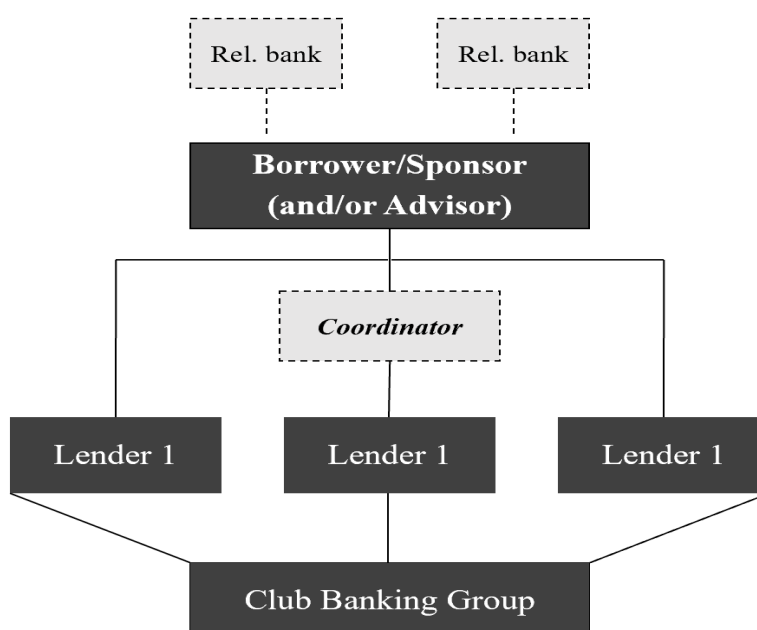 Rel. bank
Rel. bank
Borrower/Sponsor
(and/or Advisor)
Coordinator
Lender 1
Lender 1
Lender 1
Club Banking Group